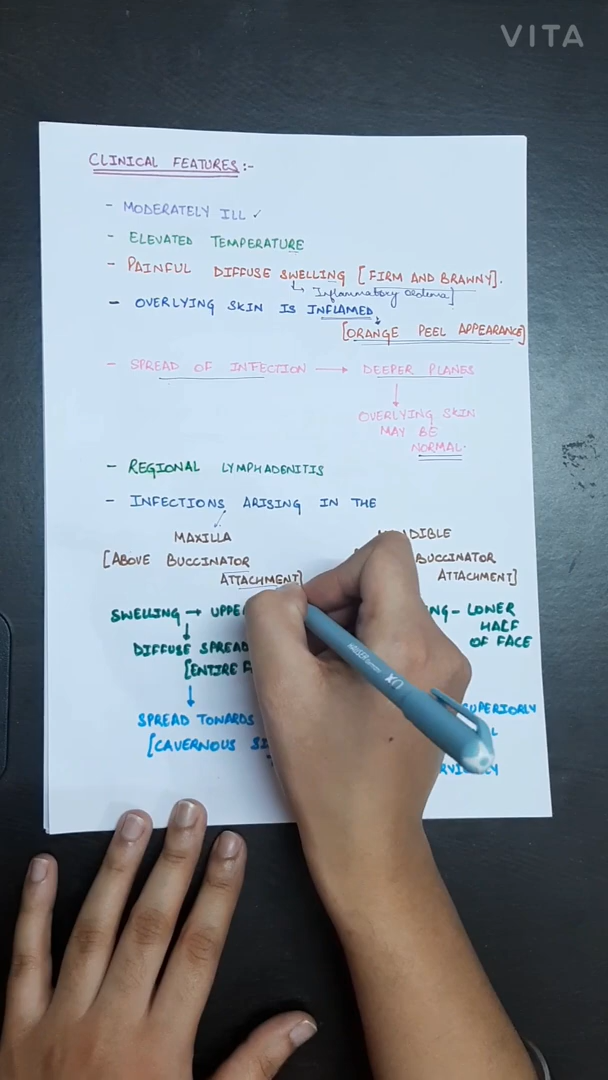 VITA
CLINICAL FEATURES:-
- MODERATELY ILL ✓
- ELEVATED TEMPERATURE
- PAINFUL DIFFUSE SWELLING [FIRM AND BRAWNY].
↳ Inflammatory Oedema]
- OVERLYING SKIN IS INFLAMED
[ORANGE PEEL APPEARANCE]
- SPREAD OF INFECTION → DEEPER PLANES
↓
OVERLYING SKIN
MAY BE
NORMAL.
- REGIONAL LYMPHADENITIS
- INFECTIONS ARISING IN THE
MAXILLA
[ABOVE BUCCINATOR
ATTACHMENT]
BUCCINATOR
ATTACHMENT]
SWELLING → 
- LOWER
HALF
OF FACE
DIFFUSE SPREAD
[ENTIRE
SPREAD TOWARDS
[CAVERNOUS
SUPERIORLY